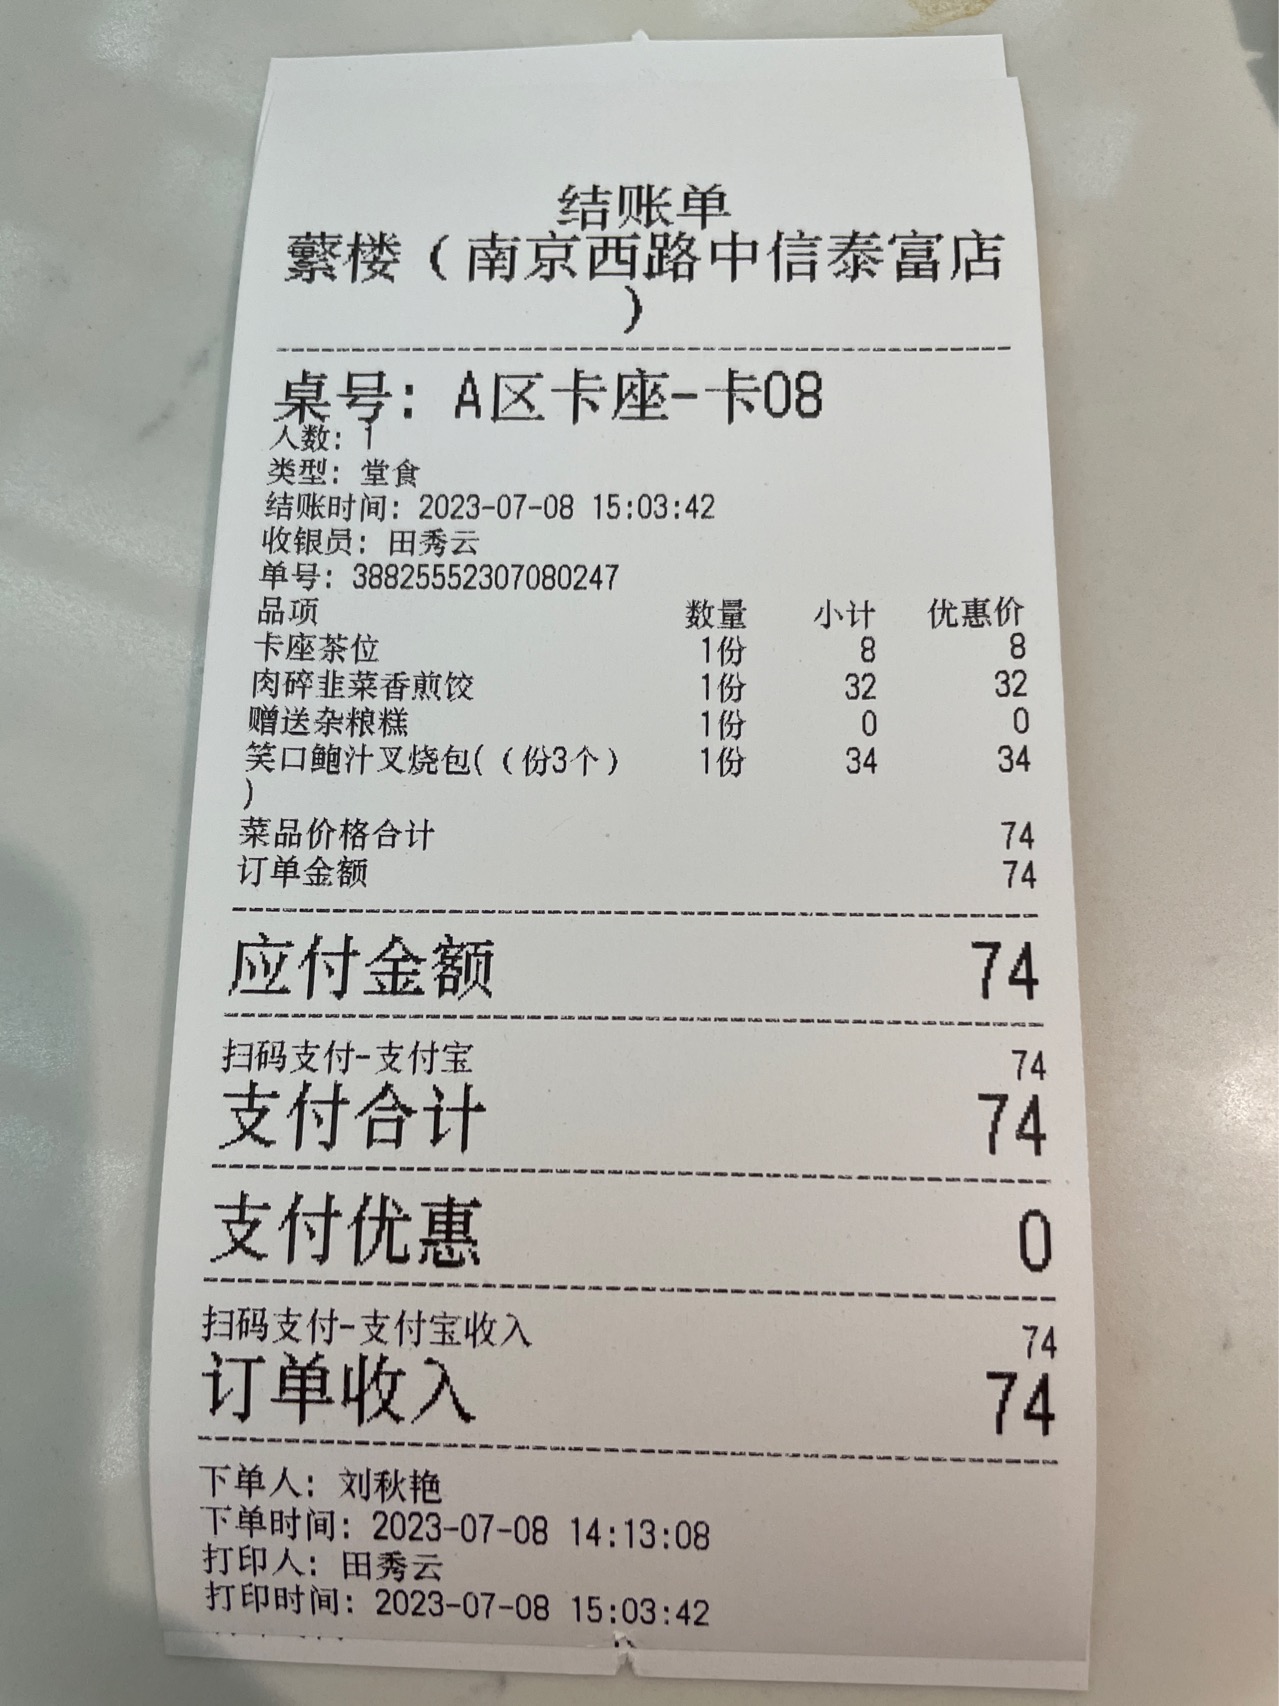 结账单
蘩楼（南京西路中信泰富店
）
桌号: A区卡座-卡08
人数: 1
类型: 堂食
结账时间: 2023-07-08 15:03:42
收银员: 田秀云
单号: 38825552307080247
品项 数量 小计 优惠价
卡座茶位 1份 8 8
肉碎韭菜香煎饺 1份 32 32
赠送杂粮糕 1份 0 0
笑口鲍汁叉烧包(（份3个） 1份 34 34
)
菜品价格合计 74
订单金额 74
应付金额 74
扫码支付-支付宝 74
支付合计 74
支付优惠 0
扫码支付-支付宝收入 74
订单收入 74
下单人: 刘秋艳
下单时间: 2023-07-08 14:13:08
打印人: 田秀云
打印时间: 2023-07-08 15:03:42